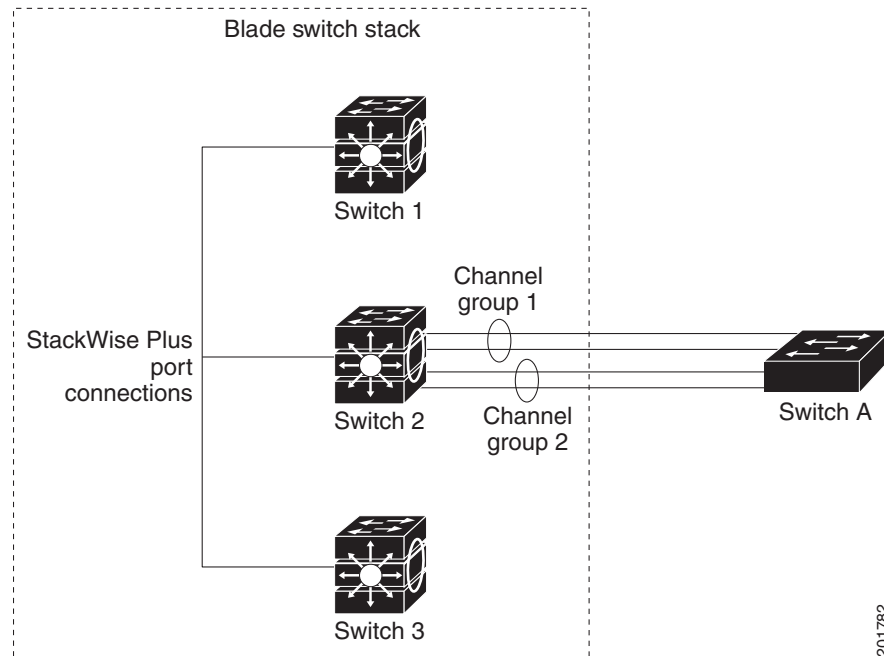 Blade switch stack
Switch 1
Channel
group 1
StackWise Plus
port
connections
Switch 2
Channel
group 2
Switch A
Switch 3
201782